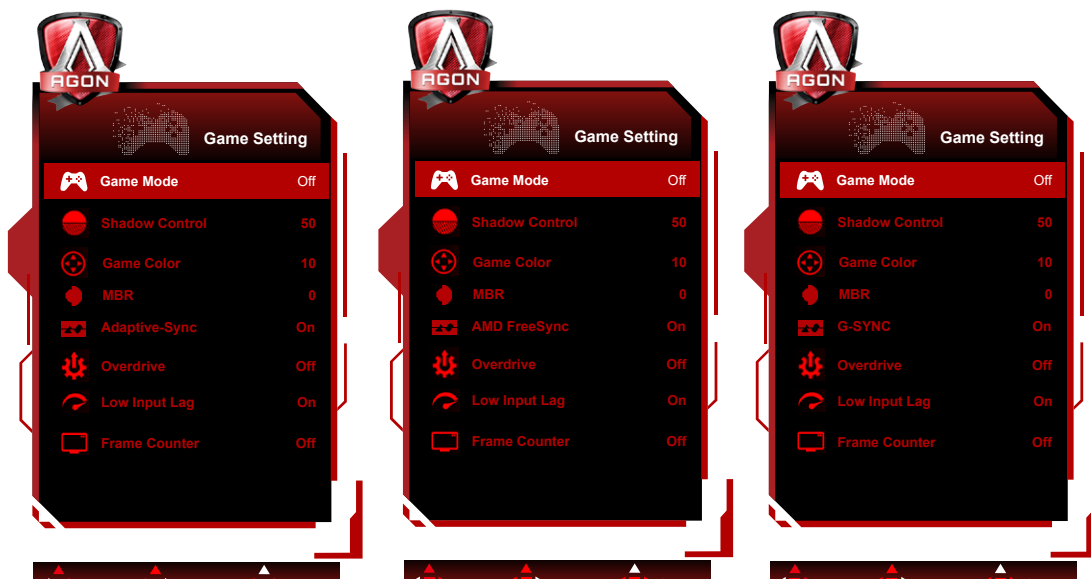 AGON
Game Setting
Game Mode Off
Shadow Control 50
Game Color 10
MBR 0
Adaptive-Sync On
Overdrive Off
Low Input Lag On
Frame Counter Off
AGON
Game Setting
Game Mode Off
Shadow Control 50
Game Color 10
MBR 0
AMD FreeSync On
Overdrive Off
Low Input Lag On
Frame Counter Off
AGON
Game Setting
Game Mode Off
Shadow Control 50
Game Color 10
MBR 0
G-SYNC On
Overdrive Off
Low Input Lag On
Frame Counter Off